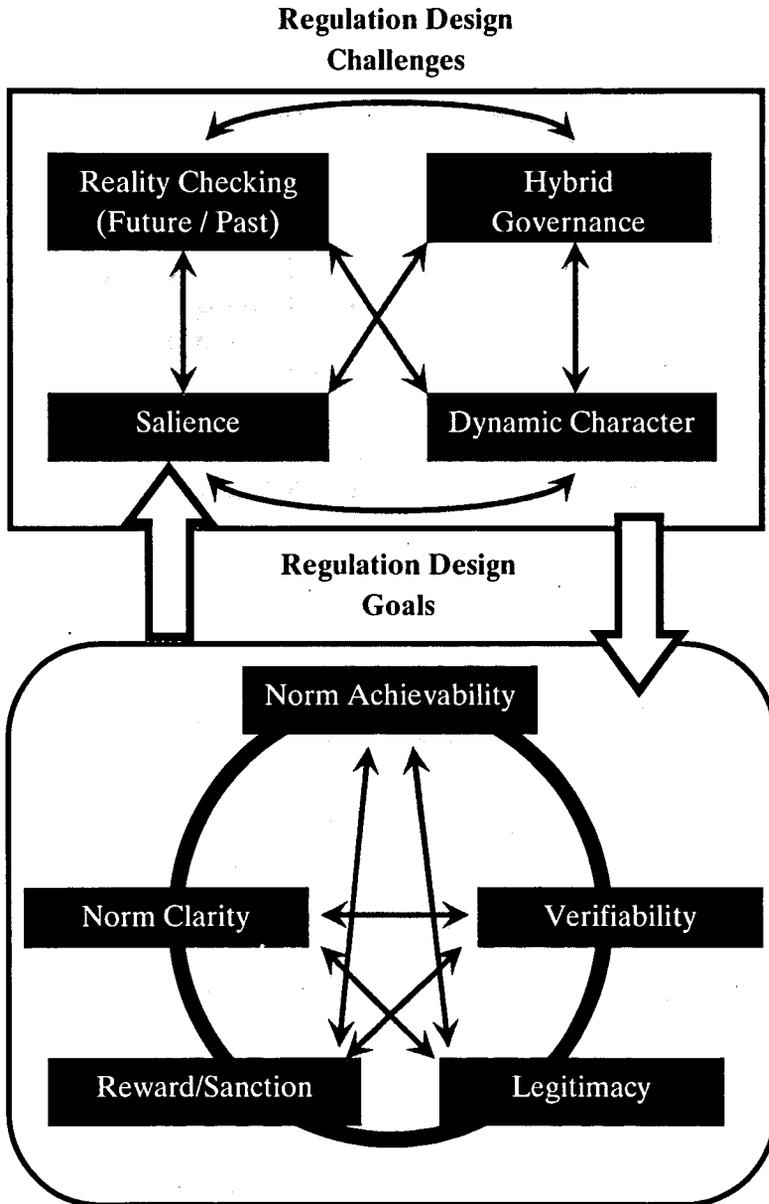 Regulation Design
Challenges
Reality Checking
(Future / Past)
Hybrid
Governance
Salience
Dynamic Character
Regulation Design
Goals
Norm Achievability
Norm Clarity
Verifiability
Reward/Sanction
Legitimacy